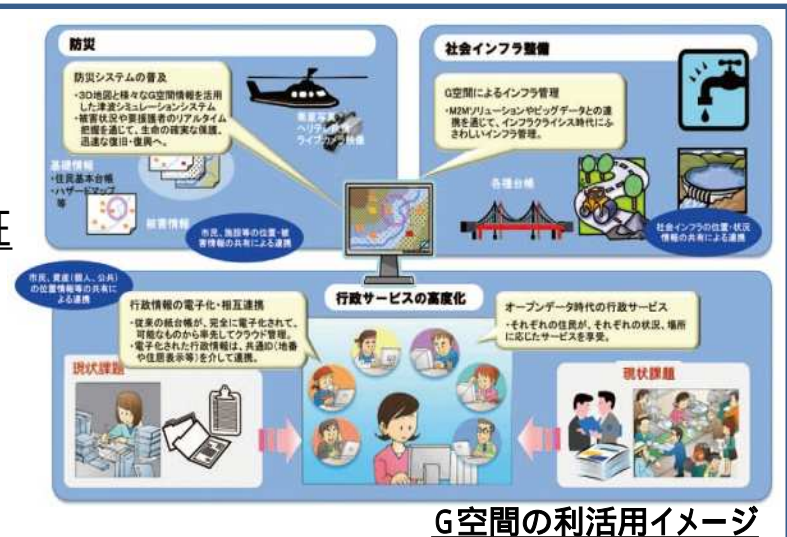 防災
防災システムの普及
・3D地図と様々なG空間情報を活用
した津波シミュレーションシステム
・被害状況や要援護者のリアルタイム
把握を通じて、生命の確実な保護、
迅速な復旧・復興へ。
ヘリテレ映像
ライブカメラ映像
基礎情報
・住民基本台帳
・ハザードマップ
等
被害情報
市民、施設等の位置・被
害情報の共有による連携
社会インフラ整備
G空間によるインフラ管理
・M2Mソリューションやビッグデータとの連
携を通じて、インフラクライシス時代にふ
さわしいインフラ管理。
各種台帳
社会インフラの位置・状況
情報の共有による連携
市民、資産(個人、公共)
の位置情報等の共有に
よる連携
行政サービスの高度化
行政情報の電子化・相互連携
・従来の紙台帳が、完全に電子化されて、
可能なものから率先してクラウド管理。
・電子化された行政情報は、共通ID(地番
や住居表示等)を介して連携。
オープンデータ時代の行政サービス
・それぞれの住民が、それぞれの状況、場所
に応じたサービスを享受。
現状課題
現状課題
G空間の利活用イメージ